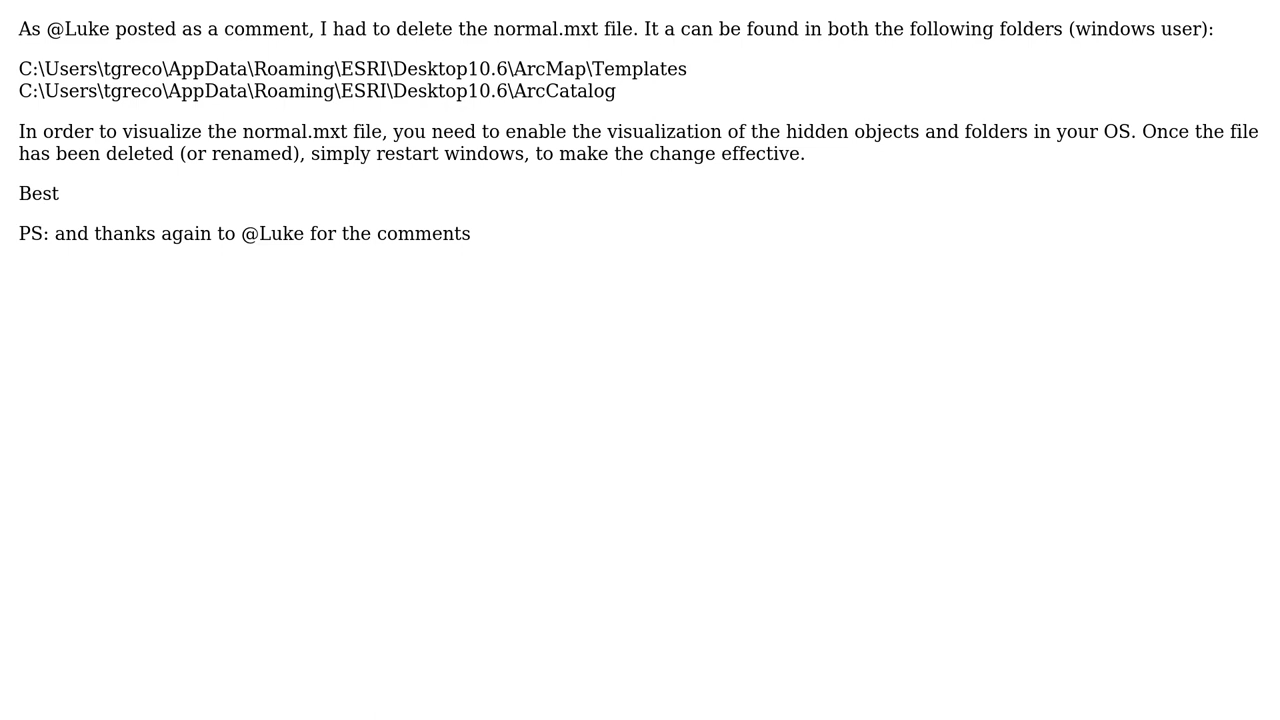 As @Luke posted as a comment, I had to delete the normal.mxt file. It a can be found in both the following folders (windows user):
C:\Users\tgreco\AppData\Roaming\ESRI\Desktop10.6\ArcMap\Templates
C:\Users\tgreco\AppData\Roaming\ESRI\Desktop10.6\ArcCatalog
In order to visualize the normal.mxt file, you need to enable the visualization of the hidden objects and folders in your OS. Once the file
has been deleted (or renamed), simply restart windows, to make the change effective.
Best
PS: and thanks again to @Luke for the comments